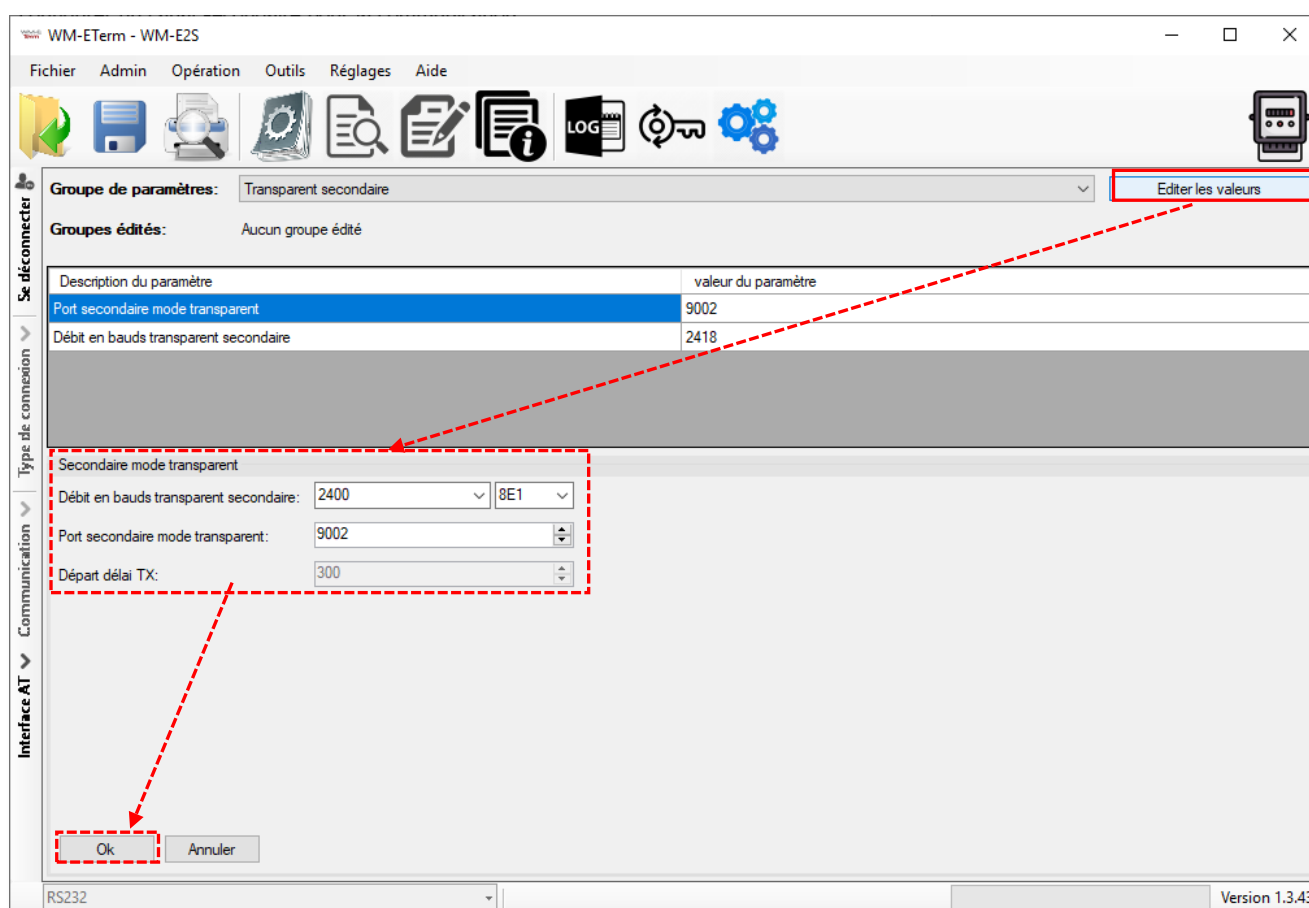 WM-ETerm - WM-E2S
Fichier Admin Opération Outils Réglages Aide
LOG
Groupe de paramètres: Transparent secondaire Editer les valeurs
Groupes édités: Aucun groupe édité
Description du paramètre valeur du paramètre
Port secondaire mode transparent 9002
Débit en bauds transparent secondaire 2418
Secondaire mode transparent
Débit en bauds transparent secondaire: 2400 8E1
Port secondaire mode transparent: 9002
Départ délai TX: 300
Ok Annuler
Se déconnecter
Type de connexion
Communication
Interface AT
RS232 Version 1.3.43